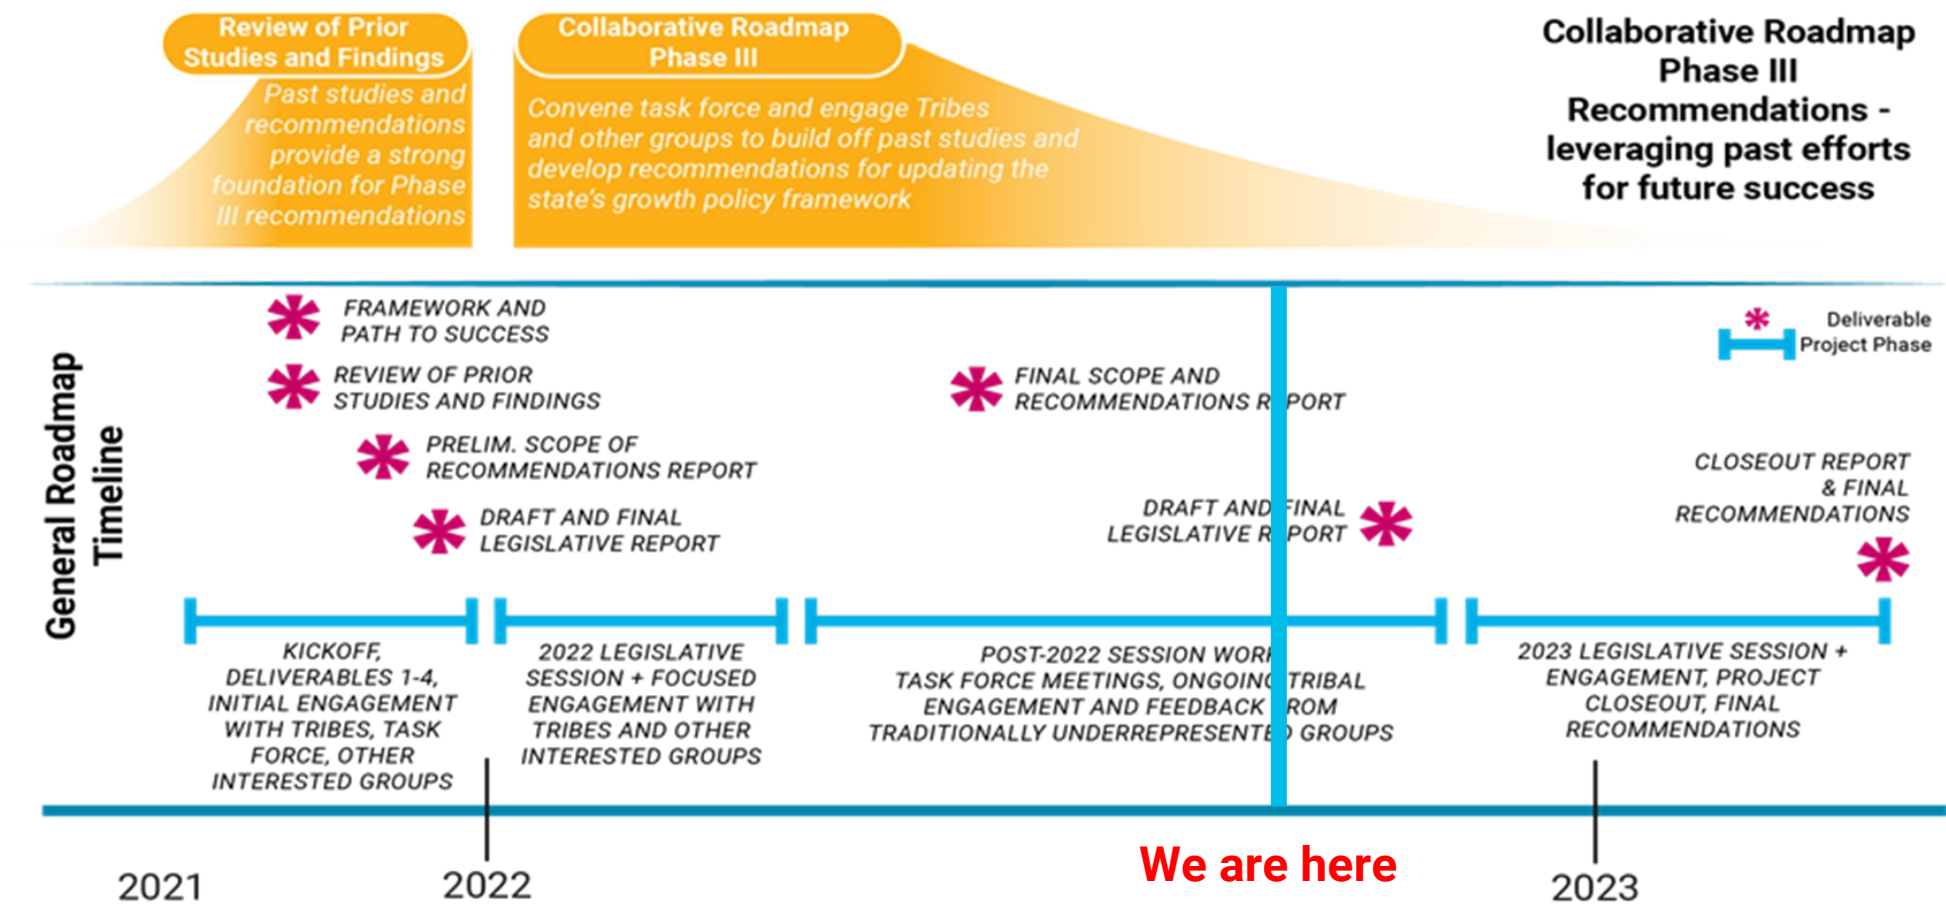 Review of Prior
Studies and Findings
Past studies and
recommendations
provide a strong
foundation for Phase
III recommendations
Collaborative Roadmap
Phase III
Convene task force and engage Tribes
and other groups to build off past studies and
develop recommendations for updating the
state's growth policy framework
Collaborative Roadmap
Phase III
Recommendations -
leveraging past efforts
for future success
General Roadmap
Timeline
FRAMEWORK AND
PATH TO SUCCESS
REVIEW OF PRIOR
STUDIES AND FINDINGS
PRELIM. SCOPE OF
RECOMMENDATIONS REPORT
DRAFT AND FINAL
LEGISLATIVE REPORT
FINAL SCOPE AND
RECOMMENDATIONS REPORT
DRAFT AND FINAL
LEGISLATIVE REPORT
Deliverable
Project Phase
CLOSEOUT REPORT
& FINAL
RECOMMENDATIONS
KICKOFF,
DELIVERABLES 1-4,
INITIAL ENGAGEMENT
WITH TRIBES, TASK
FORCE, OTHER
INTERESTED GROUPS
2022 LEGISLATIVE
SESSION + FOCUSED
ENGAGEMENT WITH
TRIBES AND OTHER
INTERESTED GROUPS
POST-2022 SESSION WORK
TASK FORCE MEETINGS, ONGOING TRIBAL
ENGAGEMENT AND FEEDBACK FROM
TRADITIONALLY UNDERREPRESENTED GROUPS
2023 LEGISLATIVE SESSION +
ENGAGEMENT, PROJECT
CLOSEOUT, FINAL
RECOMMENDATIONS
2021
2022
We are here
2023